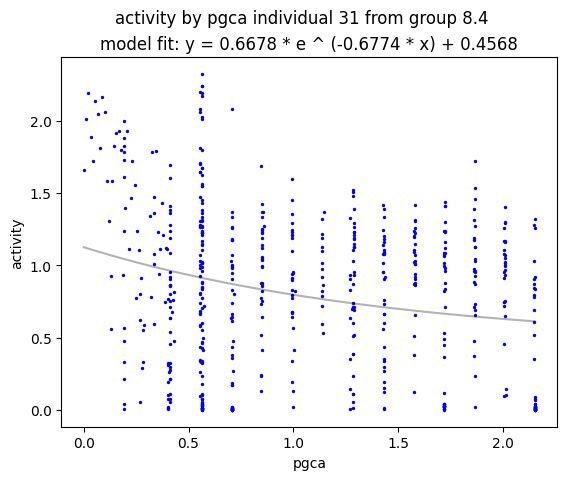 activity by pgca individual 31 from group 8.4
model fit: y = 0.6678 * e ^ (-0.6774 * x) + 0.4568
2.0
1.5
1.0
0.5
0.0
activity
0.0 0.5 1.0 1.5 2.0
pgca